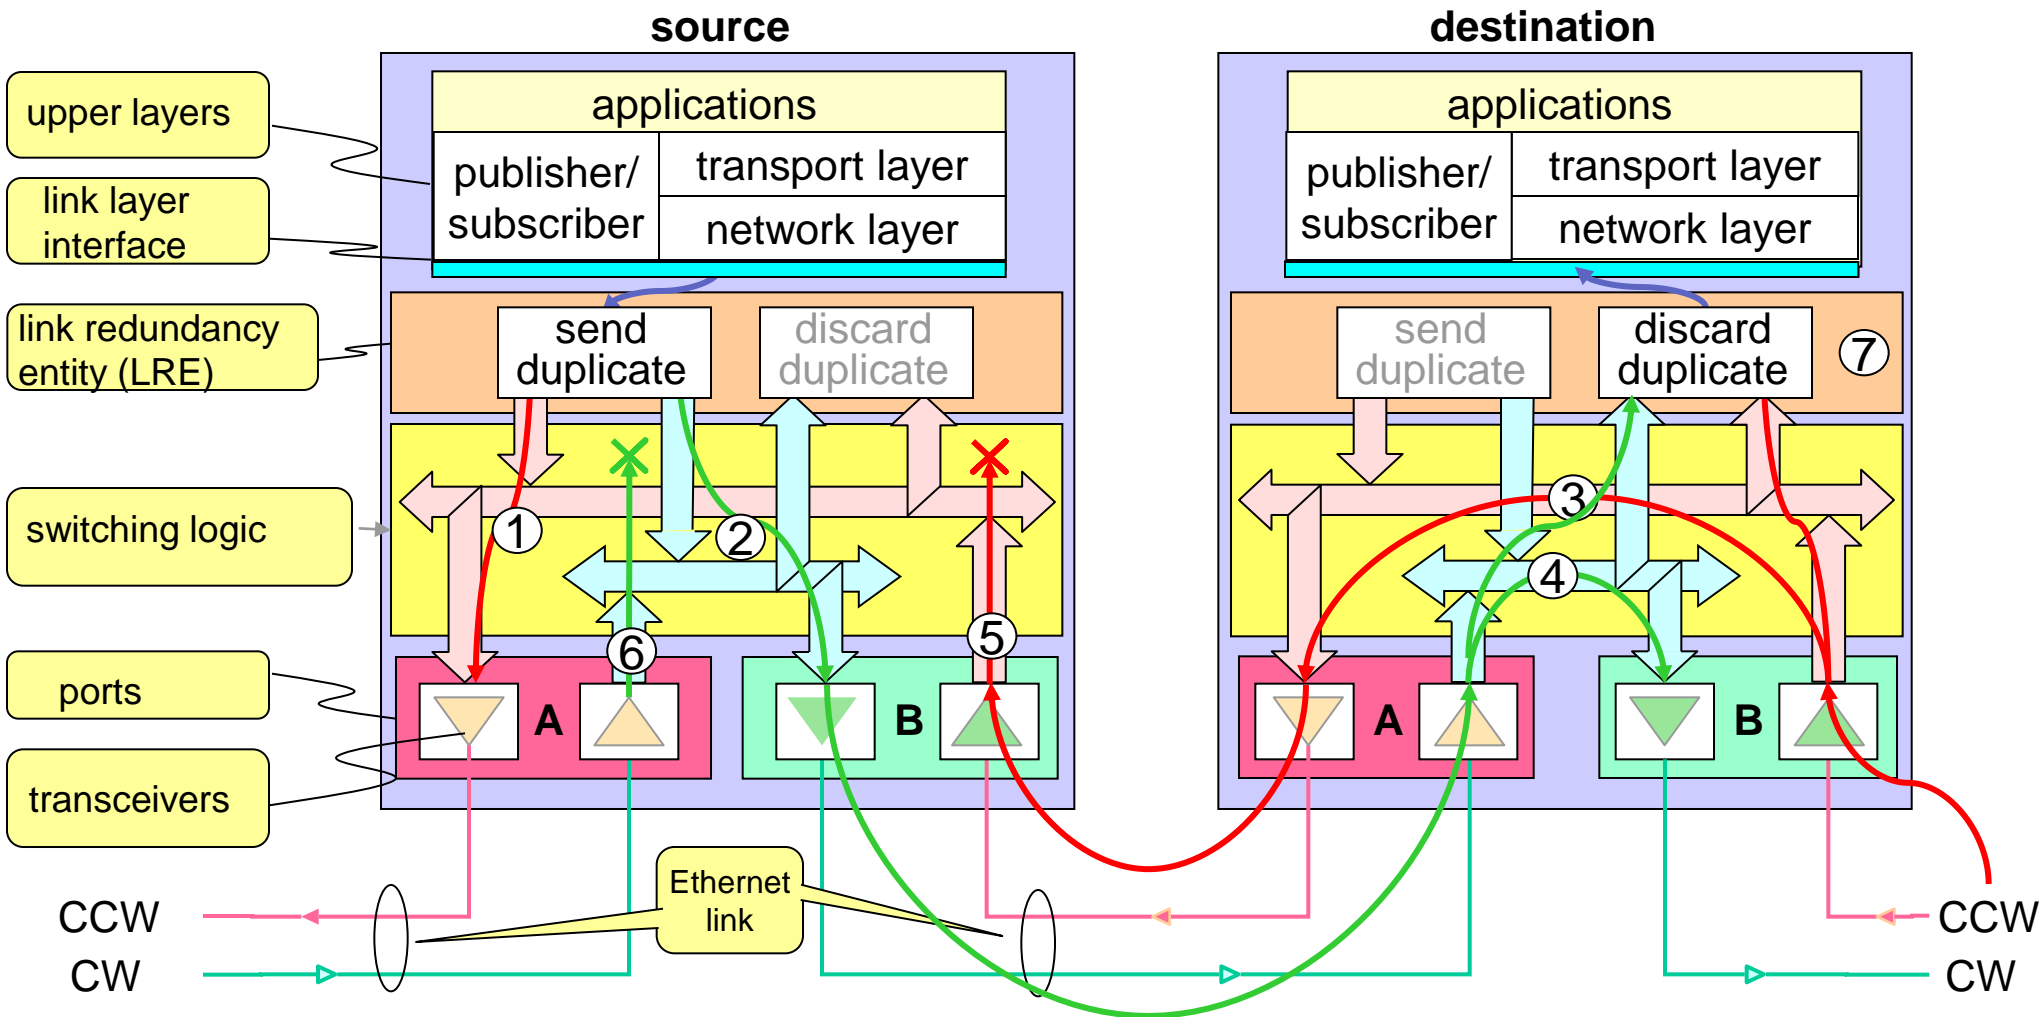 source
destination
upper layers
link layer
interface
link redundancy
entity (LRE)
switching logic
ports
transceivers
applications
publisher/
subscriber
transport layer
network layer
send
duplicate
discard
duplicate
1
2
6
5
A
B
applications
publisher/
subscriber
transport layer
network layer
send
duplicate
discard
duplicate
7
3
4
A
B
Ethernet
link
CCW
CW
CCW
CW